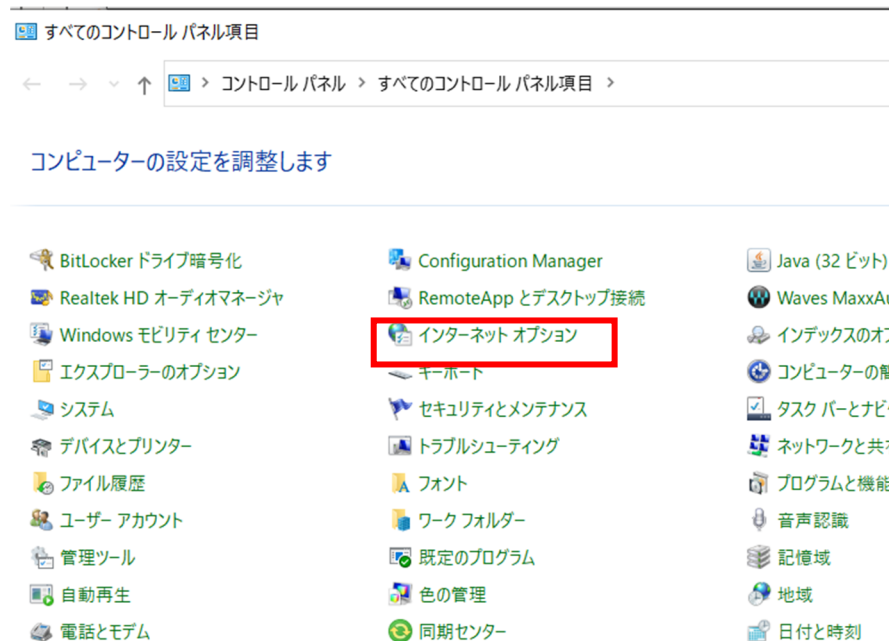 すべてのコントロール パネル項目
コントロール パネル > すべてのコントロール パネル項目 >
コンピューターの設定を調整します
BitLocker ドライブ暗号化
Configuration Manager
Java (32 ビット)
Realtek HD オーディオマネージャ
RemoteApp とデスクトップ接続
Waves MaxxAu
Windows モビリティ センター
インターネット オプション
インデックスのオプ
エクスプローラーのオプション
キーボード
コンピューターの簡
システム
セキュリティとメンテナンス
タスク バーとナビ
デバイスとプリンター
トラブルシューティング
ネットワークと共有
ファイル履歴
フォント
プログラムと機能
ユーザー アカウント
ワーク フォルダー
音声認識
管理ツール
既定のプログラム
記憶域
自動再生
色の管理
地域
電話とモデム
同期センター
日付と時刻